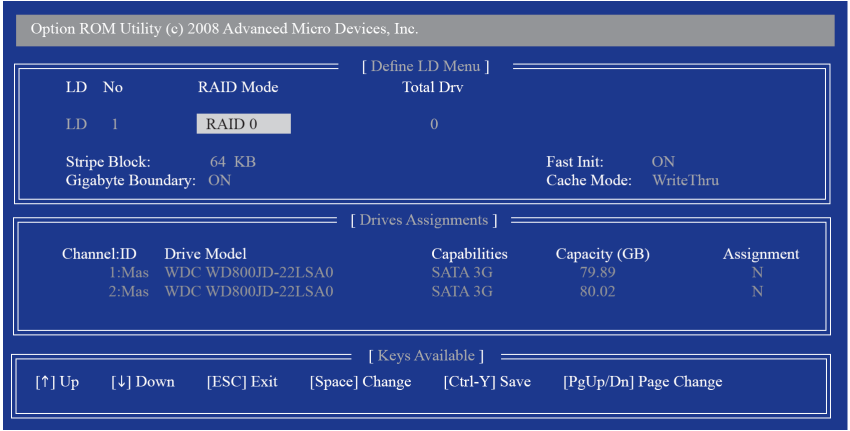 Option ROM Utility (c) 2008 Advanced Micro Devices, Inc.
[ Define LD Menu ]
LD No RAID Mode Total Drv
LD 1 RAID 0 0
Stripe Block: 64 KB Fast Init: ON
Gigabyte Boundary: ON Cache Mode: WriteThru
[ Drives Assignments ]
Channel:ID Drive Model Capabilities Capacity (GB) Assignment
1:Mas WDC WD800JD-22LSA0 SATA 3G 79.89 N
2:Mas WDC WD800JD-22LSA0 SATA 3G 80.02 N
[ Keys Available ]
[↑] Up [↓] Down [ESC] Exit [Space] Change [Ctrl-Y] Save [PgUp/Dn] Page Change